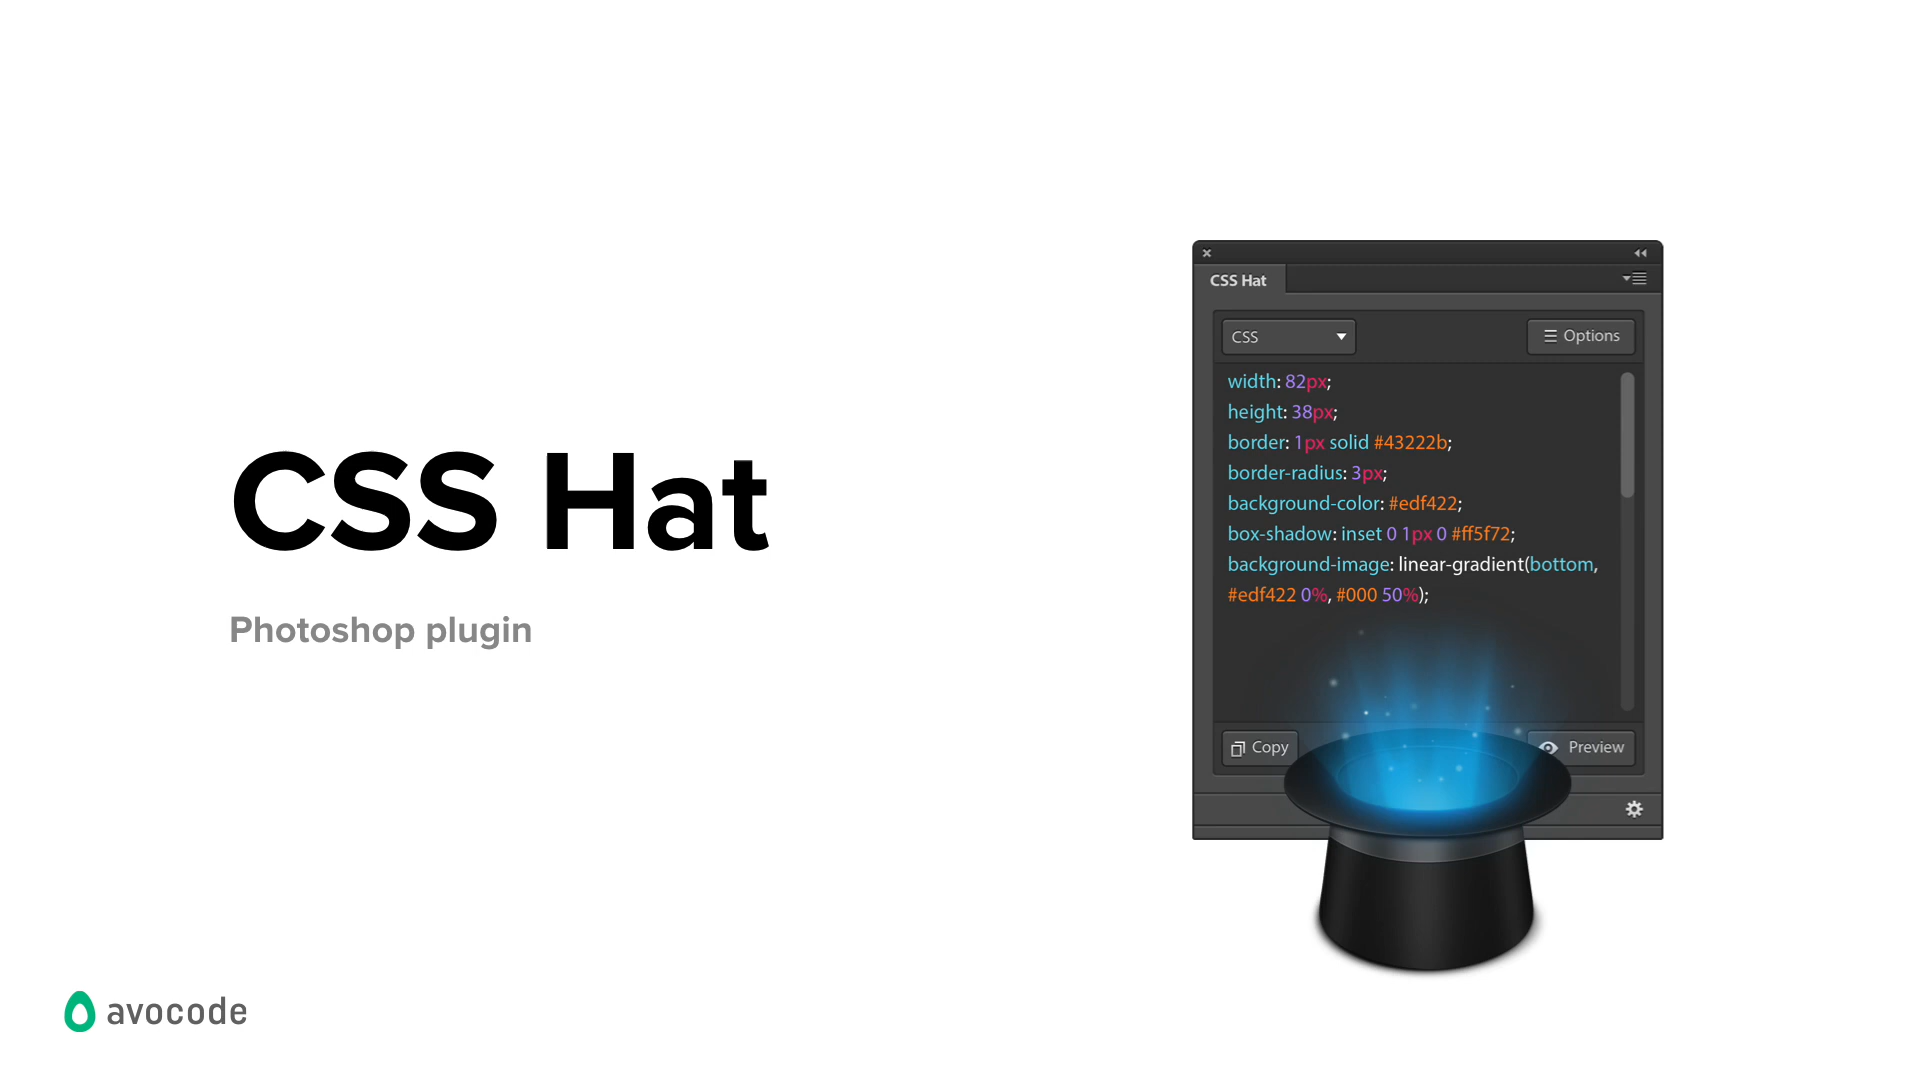 CSS Hat
Photoshop plugin
avocode
CSS Hat
CSS
Options
width: 82px;
height: 38px;
border: 1px solid #43222b;
border-radius: 3px;
background-color: #edf422;
box-shadow: inset 0 1px 0 #ff5f72;
background-image: linear-gradient(bottom,
#edf422 0%, #000 50%);
Copy
Preview